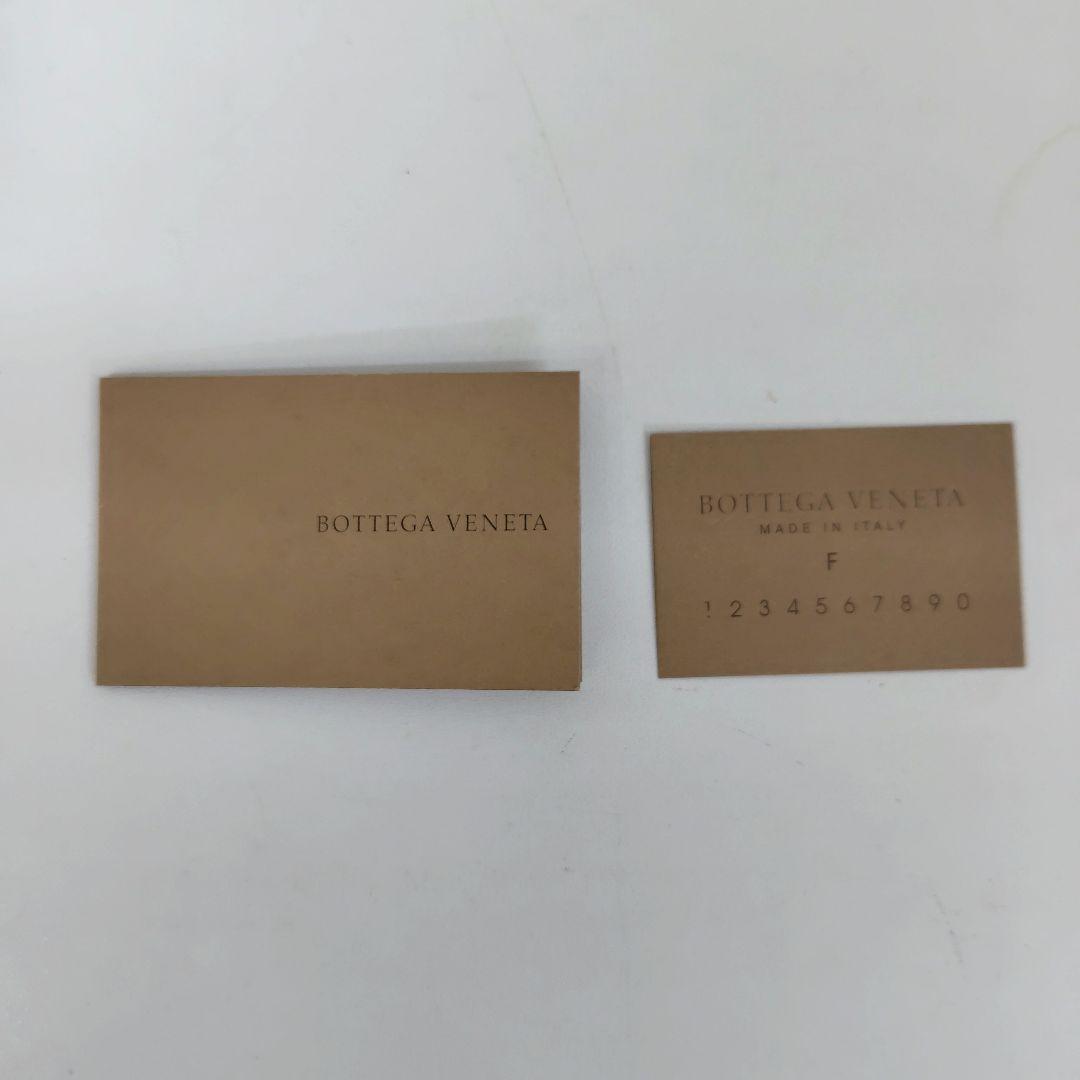 BOTTEGA VENETA
BOTTEGA VENETA
MADE IN ITALY
F
1 2 3 4 5 6 7 8 9 0